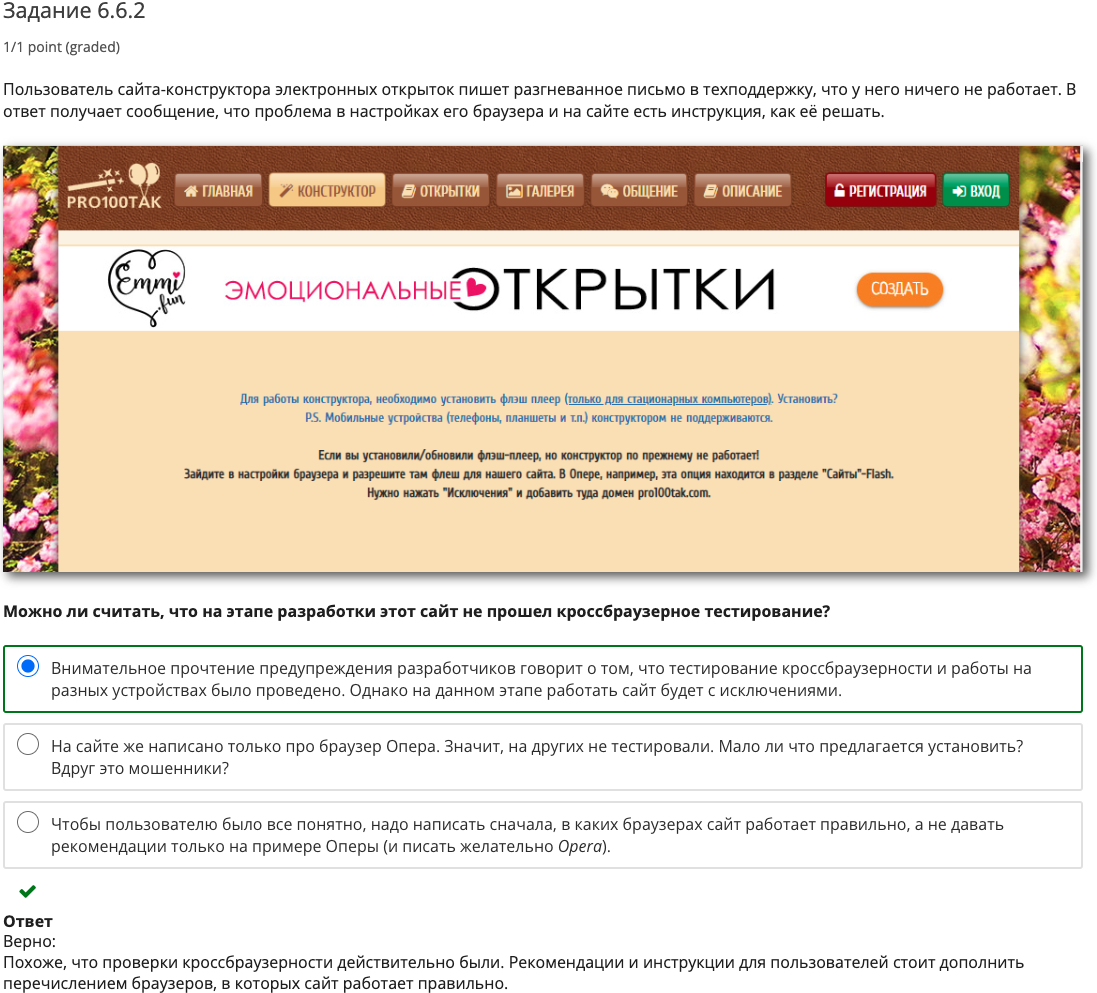 Задание 6.6.2
1/1 point (graded)
Пользователь сайта-конструктора электронных открыток пишет разгневанное письмо в техподдержку, что у него ничего не работает. В
ответ получает сообщение, что проблема в настройках его браузера и на сайте есть инструкция, как её решать.
PRO100TAK
ГЛАВНАЯ
КОНСТРУКТОР
ОТКРЫТКИ
ГАЛЕРЕЯ
ОБЩЕНИЕ
ОПИСАНИЕ
РЕГИСТРАЦИЯ
ВХОД
Emmi
.fun
ЭМОЦИОНАЛЬНЫЕ ОТКРЫТКИ
СОЗДАТЬ
Для работы конструктора, необходимо установить флэш плеер (только для стационарных компьютеров). Установить?
P.S. Мобильные устройства (телефоны, планшеты и т.п.) конструктором не поддерживаются.
Если вы установили/обновили флэш-плеер, но конструктор по прежнему не работает!
Зайдите в настройки браузера и разрешите там флеш для нашего сайта. В Опере, например, эта опция находится в разделе "Сайты"-Flash.
Нужно нажать "Исключения" и добавить туда домен pro100tak.com.
Можно ли считать, что на этапе разработки этот сайт не прошел кроссбраузерное тестирование?
Внимательное прочтение предупреждения разработчиков говорит о том, что тестирование кроссбраузерности и работы на
разных устройствах было проведено. Однако на данном этапе работать сайт будет с исключениями.
На сайте же написано только про браузер Опера. Значит, на других не тестировали. Мало ли что предлагается установить?
Вдруг это мошенники?
Чтобы пользователю было все понятно, надо написать сначала, в каких браузерах сайт работает правильно, а не давать
рекомендации только на примере Оперы (и писать желательно Opera).
Ответ
Верно:
Похоже, что проверки кроссбраузерности действительно были. Рекомендации и инструкции для пользователей стоит дополнить
перечислением браузеров, в которых сайт работает правильно.